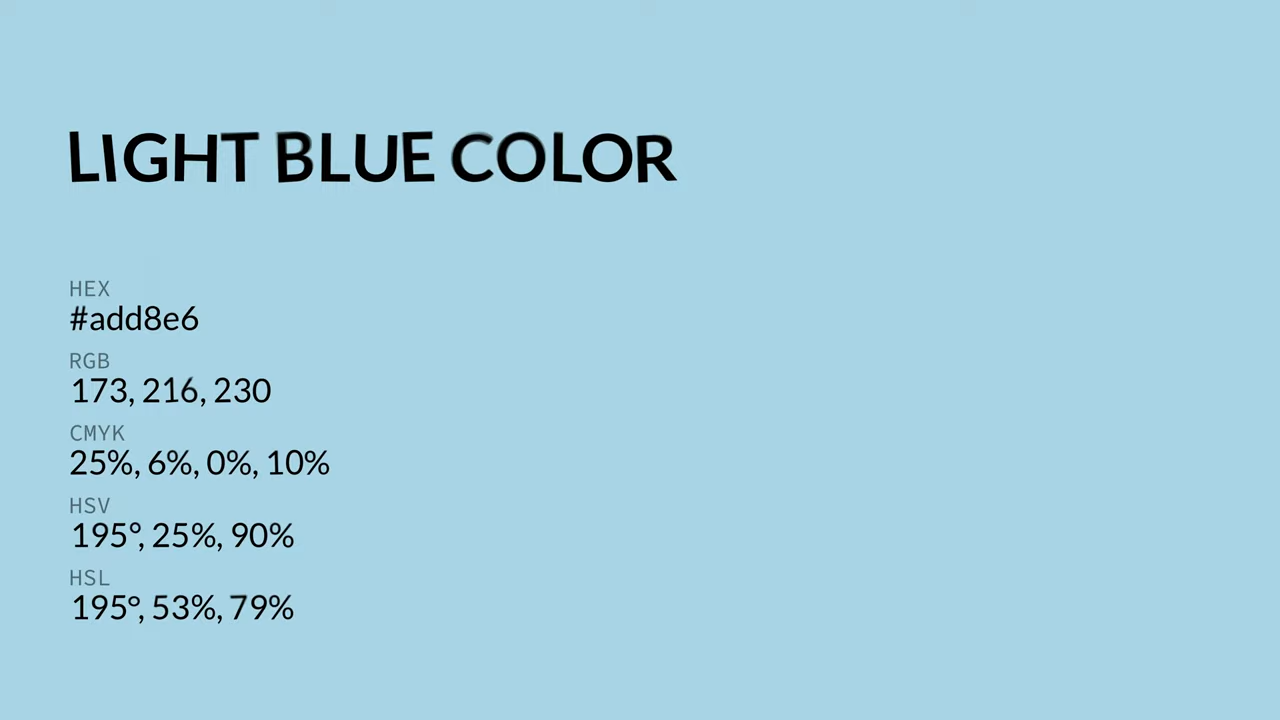 LIGHT BLUE COLOR
HEX
#add8e6
RGB
173, 216, 230
CMYK
25%, 6%, 0%, 10%
HSV
195°, 25%, 90%
HSL
195°, 53%, 79%